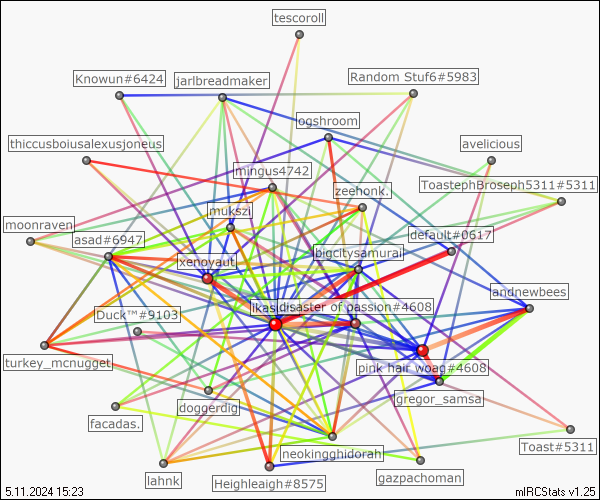 tescoroll
Knowun#6424
jarlbreadmaker
Random Stuf6#5983
ogshroom
thiccusboiusalexusjoneus
avelicious
mingus4742
zeehonk.
ToastephBroseph5311#5311
mukszi
moonraven
asad#6947
default#0617
bigcitysamurai
xenovaut
andnewbees
lkasidisaster of passion#4608
Duck™#9103
turkey_mcnugget
pink hair woag#4608
gregor_samsa
doggerdig
facadas.
Toast#5311
neokingghidorah
lahnk
Heighleaigh#8575
gazpachoman
5.11.2024 15:23
mIRCStats v1.25